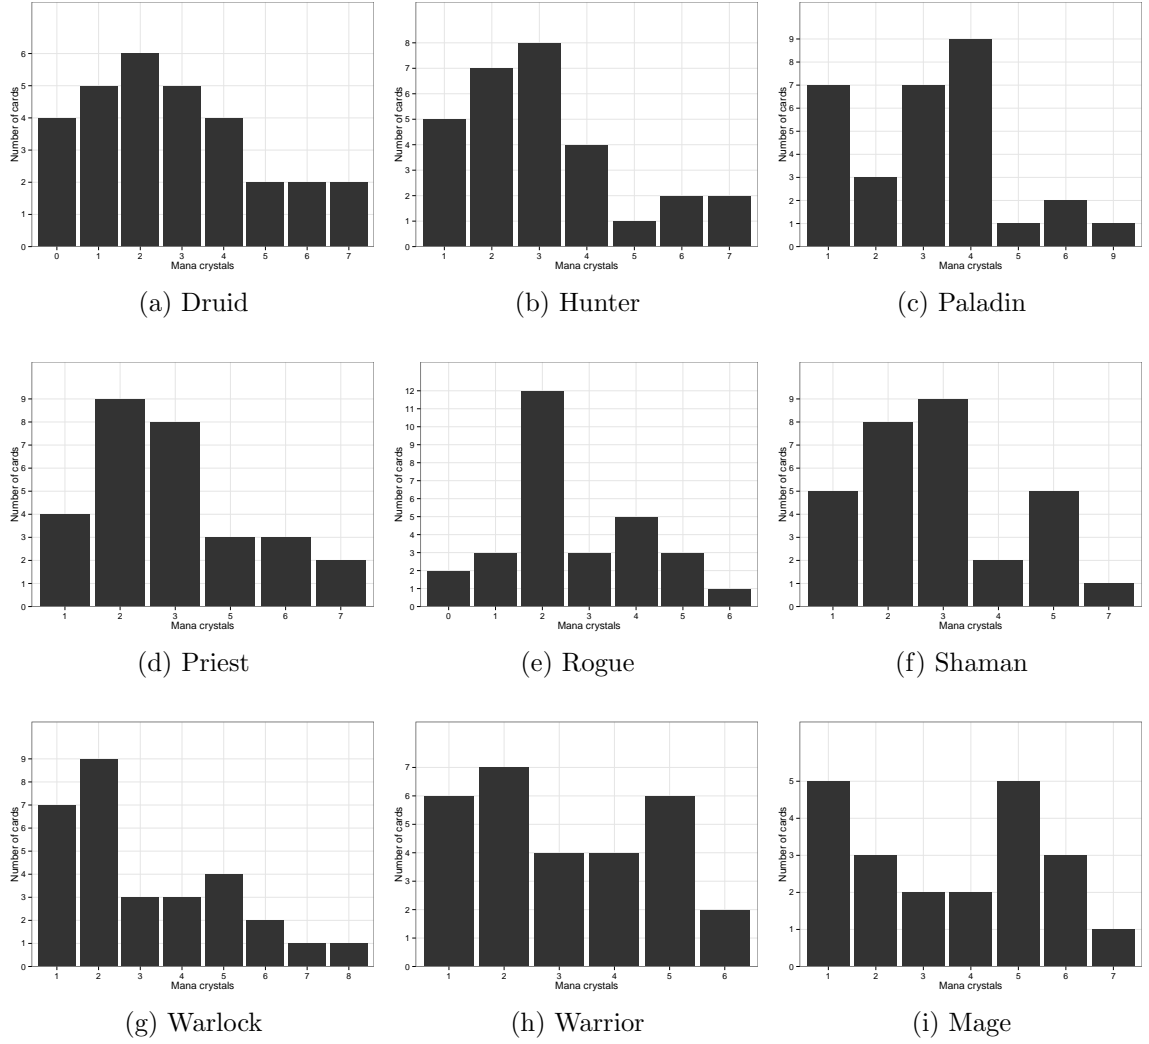 Number of cards
6
5
4
3
2
1
0
0 1 2 3 4 5 6 7
Mana crystals
(a) Druid
Number of cards
8
7
6
5
4
3
2
1
0
1 2 3 4 5 6 7
Mana crystals
(b) Hunter
Number of cards
9
8
7
6
5
4
3
2
1
0
1 2 3 4 5 6 9
Mana crystals
(c) Paladin
Number of cards
9
8
7
6
5
4
3
2
1
0
1 2 3 5 6 7
Mana crystals
(d) Priest
Number of cards
12
11
10
9
8
7
6
5
4
3
2
1
0
0 1 2 3 4 5 6
Mana crystals
(e) Rogue
Number of cards
9
8
7
6
5
4
3
2
1
0
1 2 3 4 5 7
Mana crystals
(f) Shaman
Number of cards
9
8
7
6
5
4
3
2
1
0
1 2 3 4 5 6 7 8
Mana crystals
(g) Warlock
Number of cards
7
6
5
4
3
2
1
0
1 2 3 4 5 6
Mana crystals
(h) Warrior
Number of cards
5
4
3
2
1
0
1 2 3 4 5 6 7
Mana crystals
(i) Mage